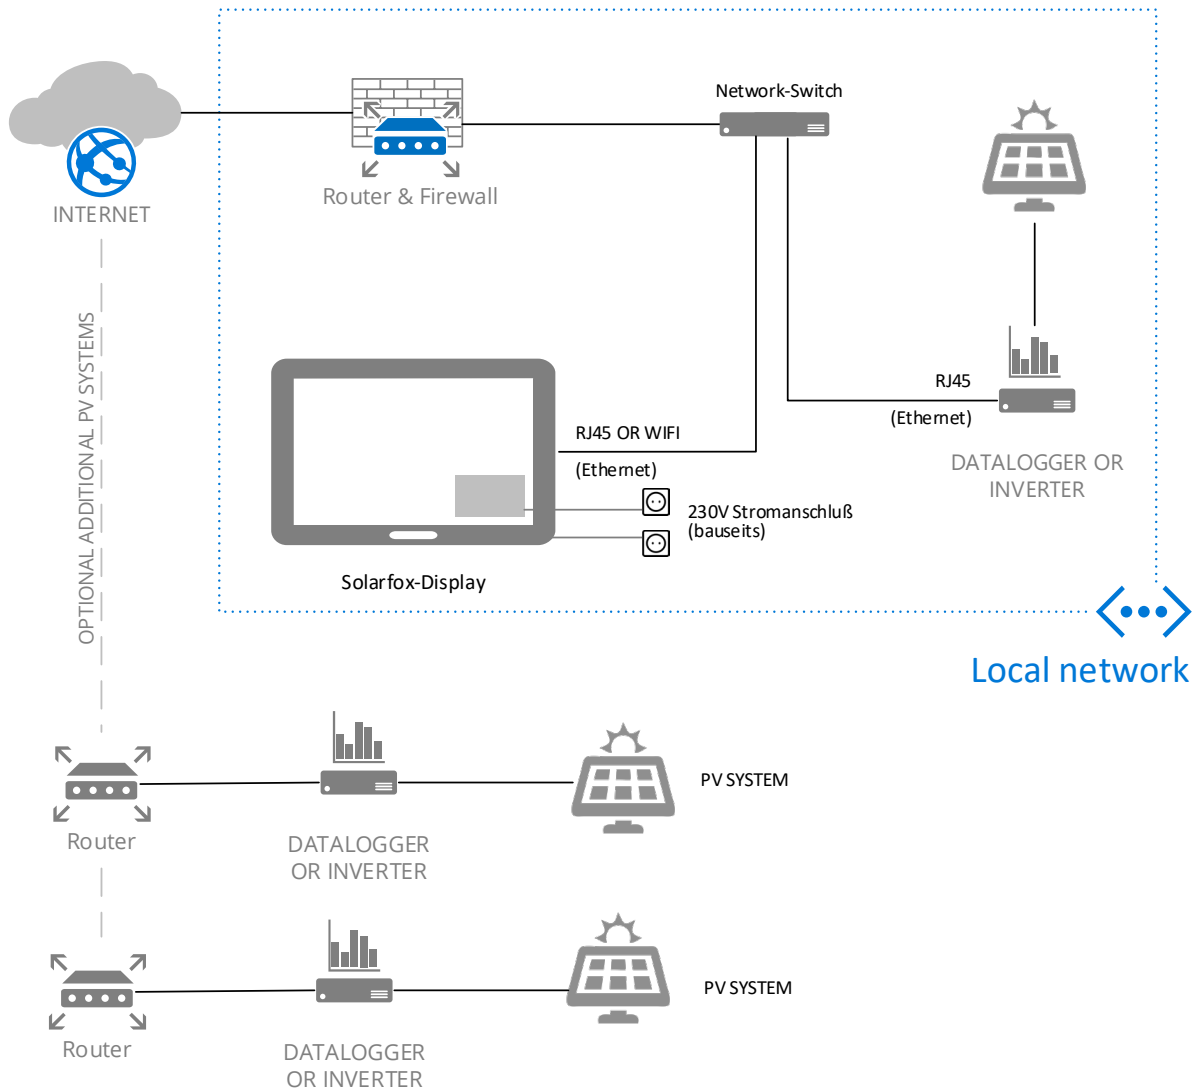 Network-Switch
Router & Firewall
INTERNET
OPTIONAL ADDITIONAL PV SYSTEMS
RJ45
(Ethernet)
RJ45 OR WIFI
(Ethernet)
DATALOGGER OR
INVERTER
230V Stromanschluß
(bauseits)
Solarfox-Display
Local network
PV SYSTEM
Router
DATALOGGER
OR INVERTER
PV SYSTEM
Router
DATALOGGER
OR INVERTER